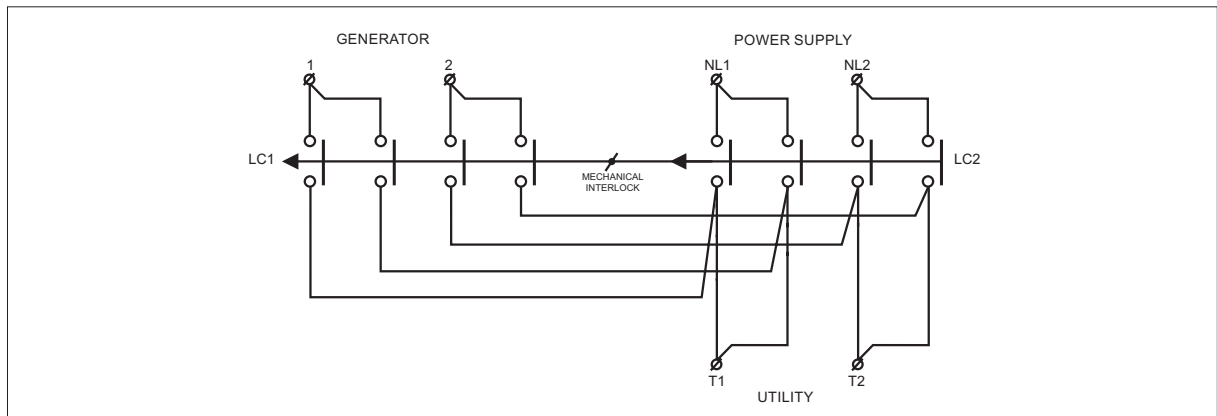 GENERATOR
POWER SUPPLY
1
2
NL1
NL2
LC1
LC2
MECHANICAL
INTERLOCK
T1
T2
UTILITY